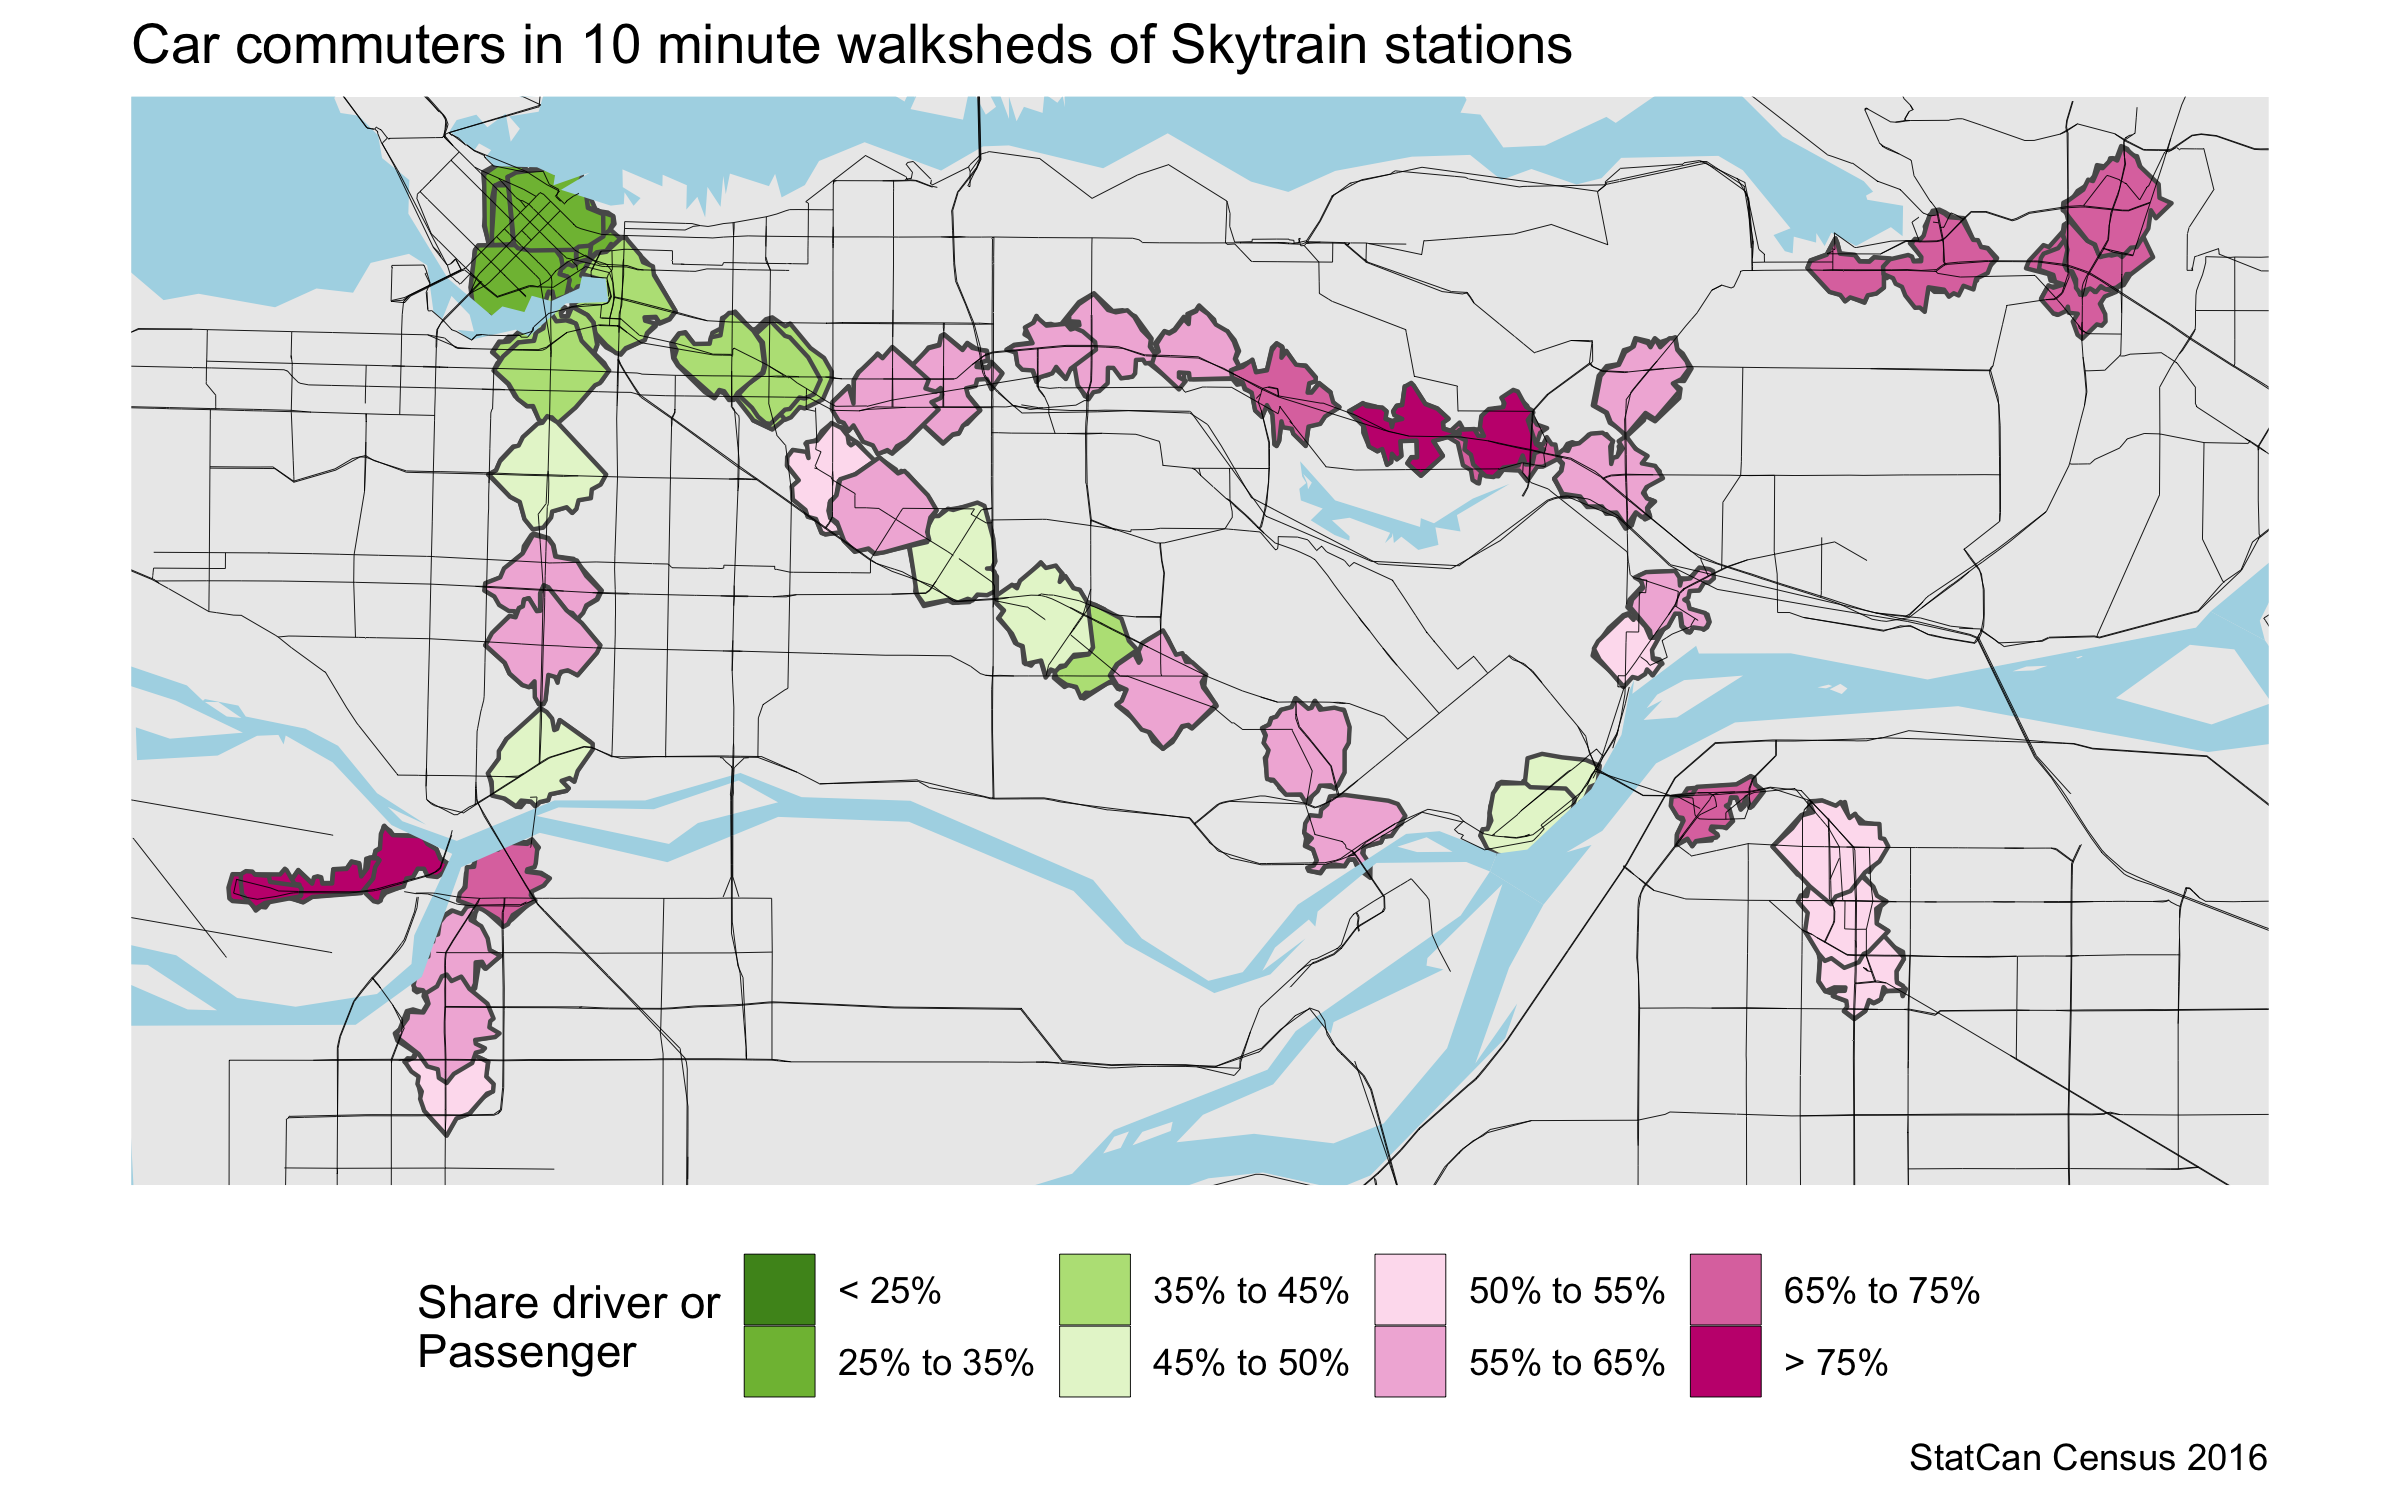 Car commuters in 10 minute walksheds of Skytrain stations
Share driver or
Passenger
< 25%
25% to 35%
35% to 45%
45% to 50%
50% to 55%
55% to 65%
65% to 75%
> 75%
StatCan Census 2016